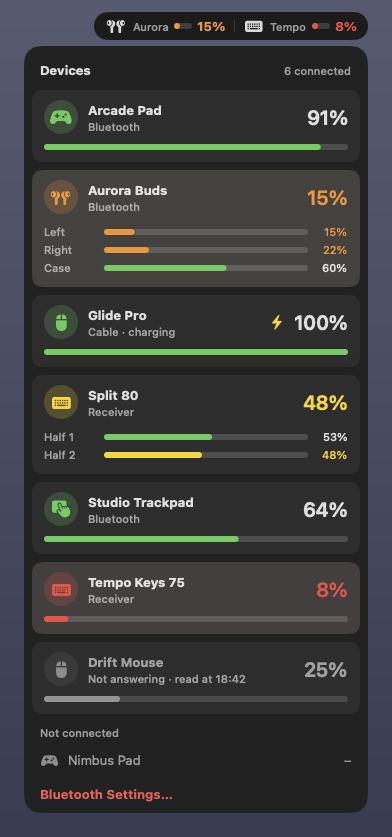 Aurora 15% Tempo 8%
Devices 6 connected
Arcade Pad 91%
Bluetooth
Aurora Buds 15%
Bluetooth
Left 15%
Right 22%
Case 60%
Glide Pro 100%
Cable · charging
Split 80 48%
Receiver
Half 1 53%
Half 2 48%
Studio Trackpad 64%
Bluetooth
Tempo Keys 75 8%
Receiver
Drift Mouse 25%
Not answering · read at 18:42
Not connected
Nimbus Pad –
Bluetooth Settings...